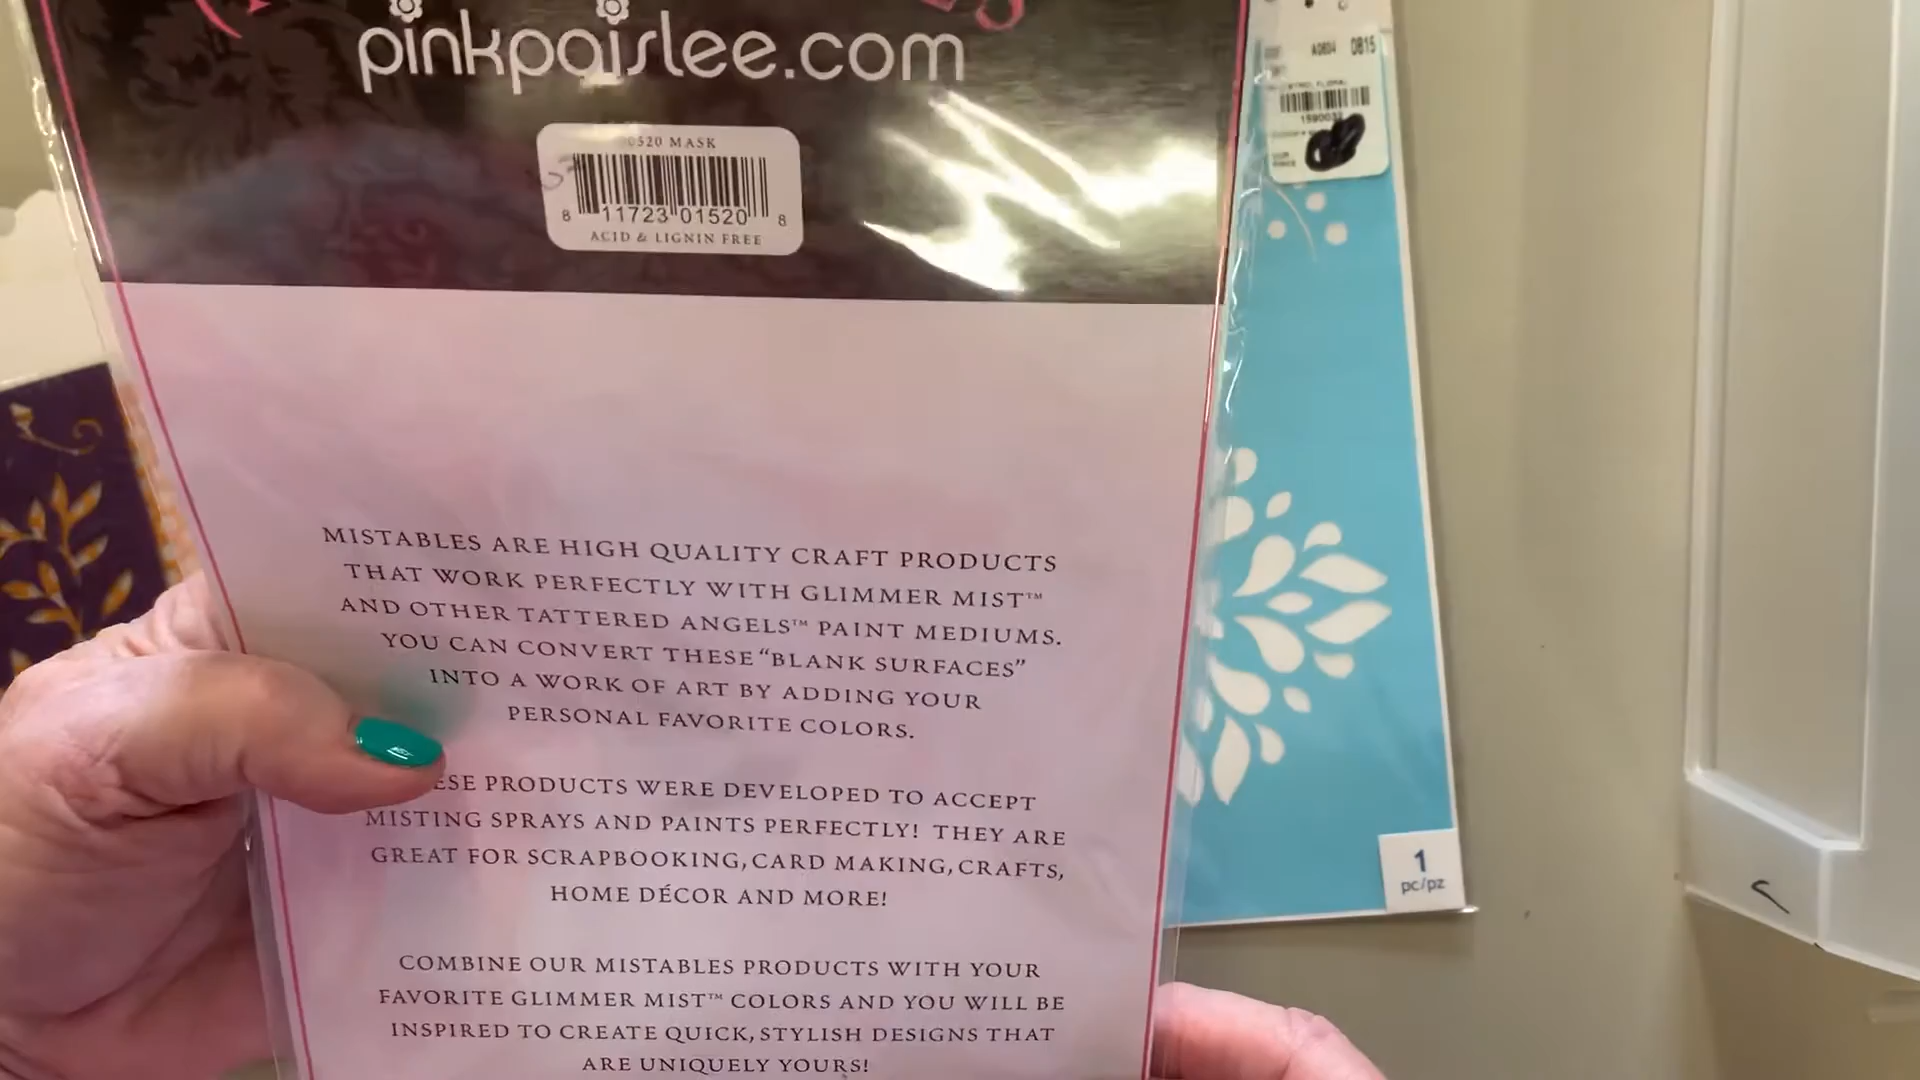 pinkpaislee.com
0520 MASK
8 11723 01520 8
ACID & LIGNIN FREE
MISTABLES ARE HIGH QUALITY CRAFT PRODUCTS
THAT WORK PERFECTLY WITH GLIMMER MIST™
AND OTHER TATTERED ANGELS™ PAINT MEDIUMS.
YOU CAN CONVERT THESE “BLANK SURFACES”
INTO A WORK OF ART BY ADDING YOUR
PERSONAL FAVORITE COLORS.
ESE PRODUCTS WERE DEVELOPED TO ACCEPT
MISTING SPRAYS AND PAINTS PERFECTLY! THEY ARE
GREAT FOR SCRAPBOOKING, CARD MAKING, CRAFTS,
HOME DÉCOR AND MORE!
COMBINE OUR MISTABLES PRODUCTS WITH YOUR
FAVORITE GLIMMER MIST™ COLORS AND YOU WILL BE
INSPIRED TO CREATE QUICK, STYLISH DESIGNS THAT
ARE UNIQUELY YOURS!
A0804 0815
1
pc/pz